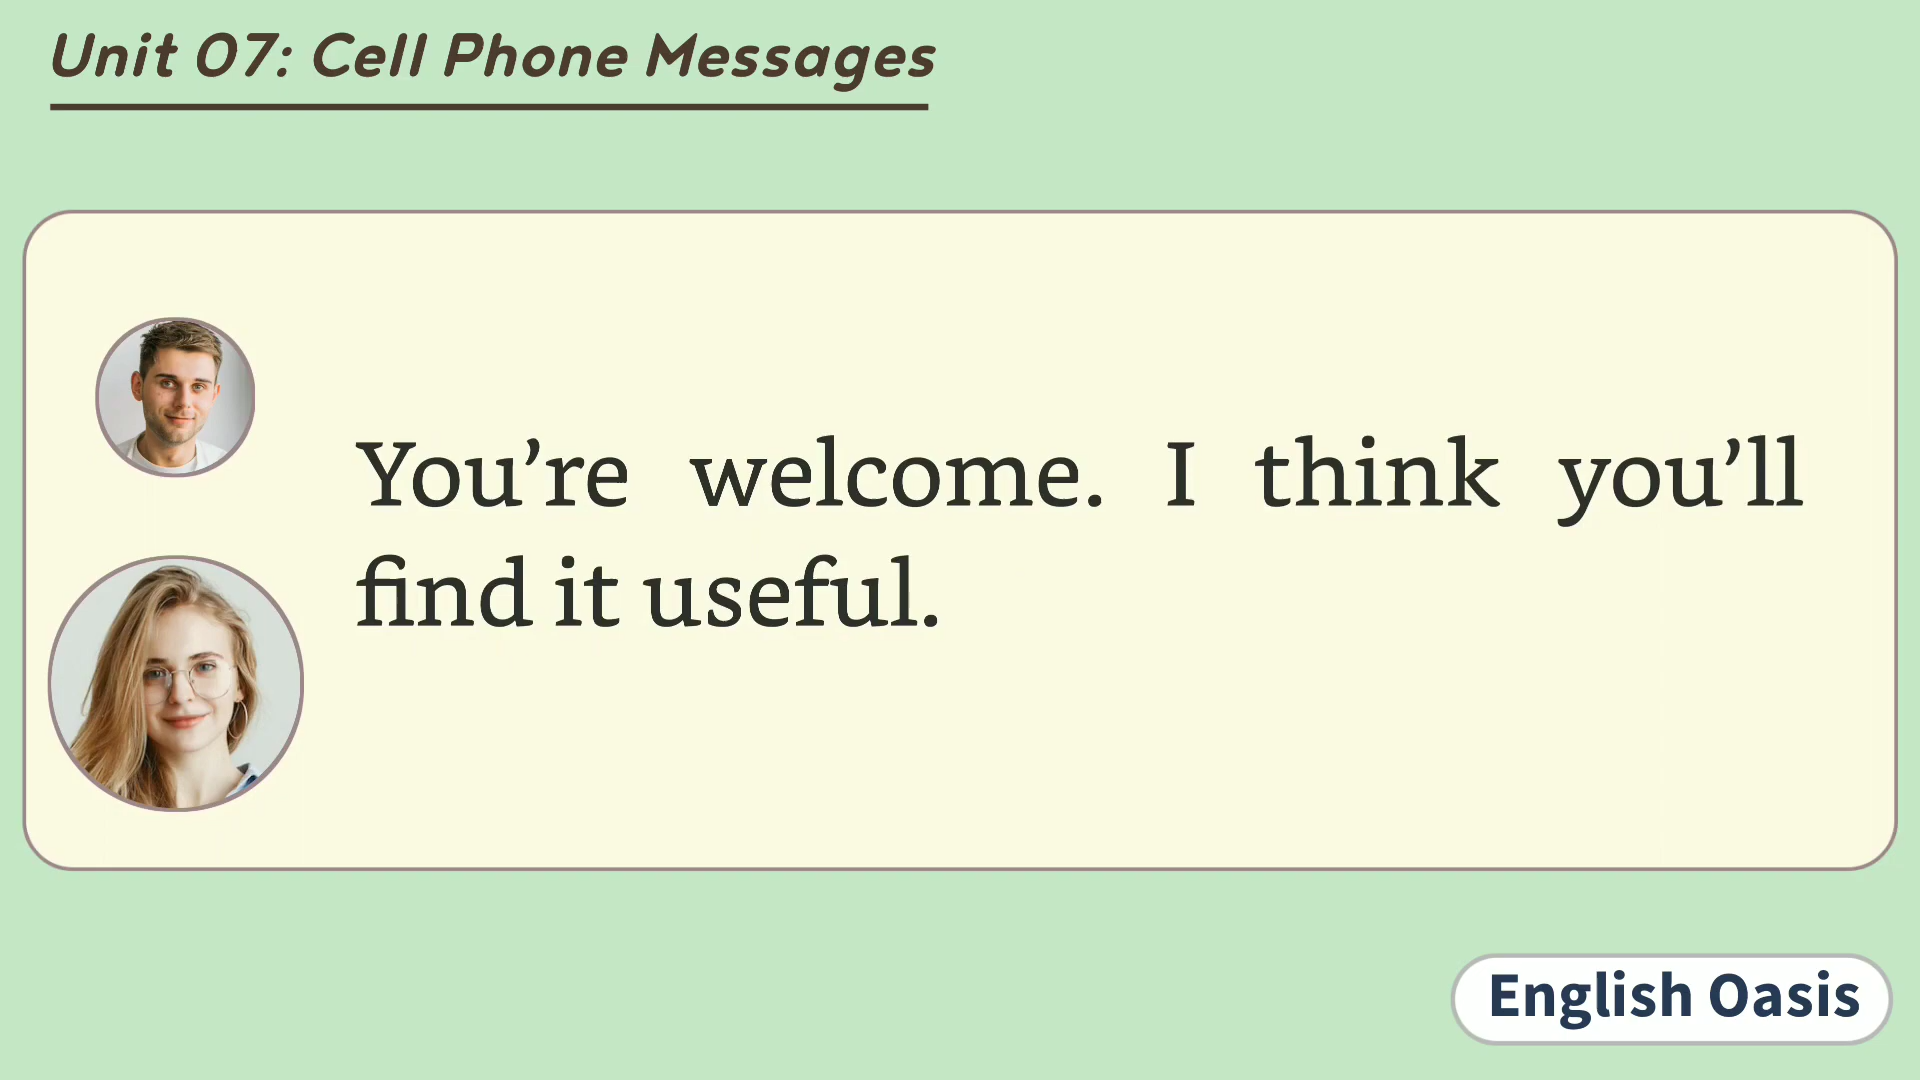 Unit 07: Cell Phone Messages
You’re welcome. I think you’ll
find it useful.
English Oasis